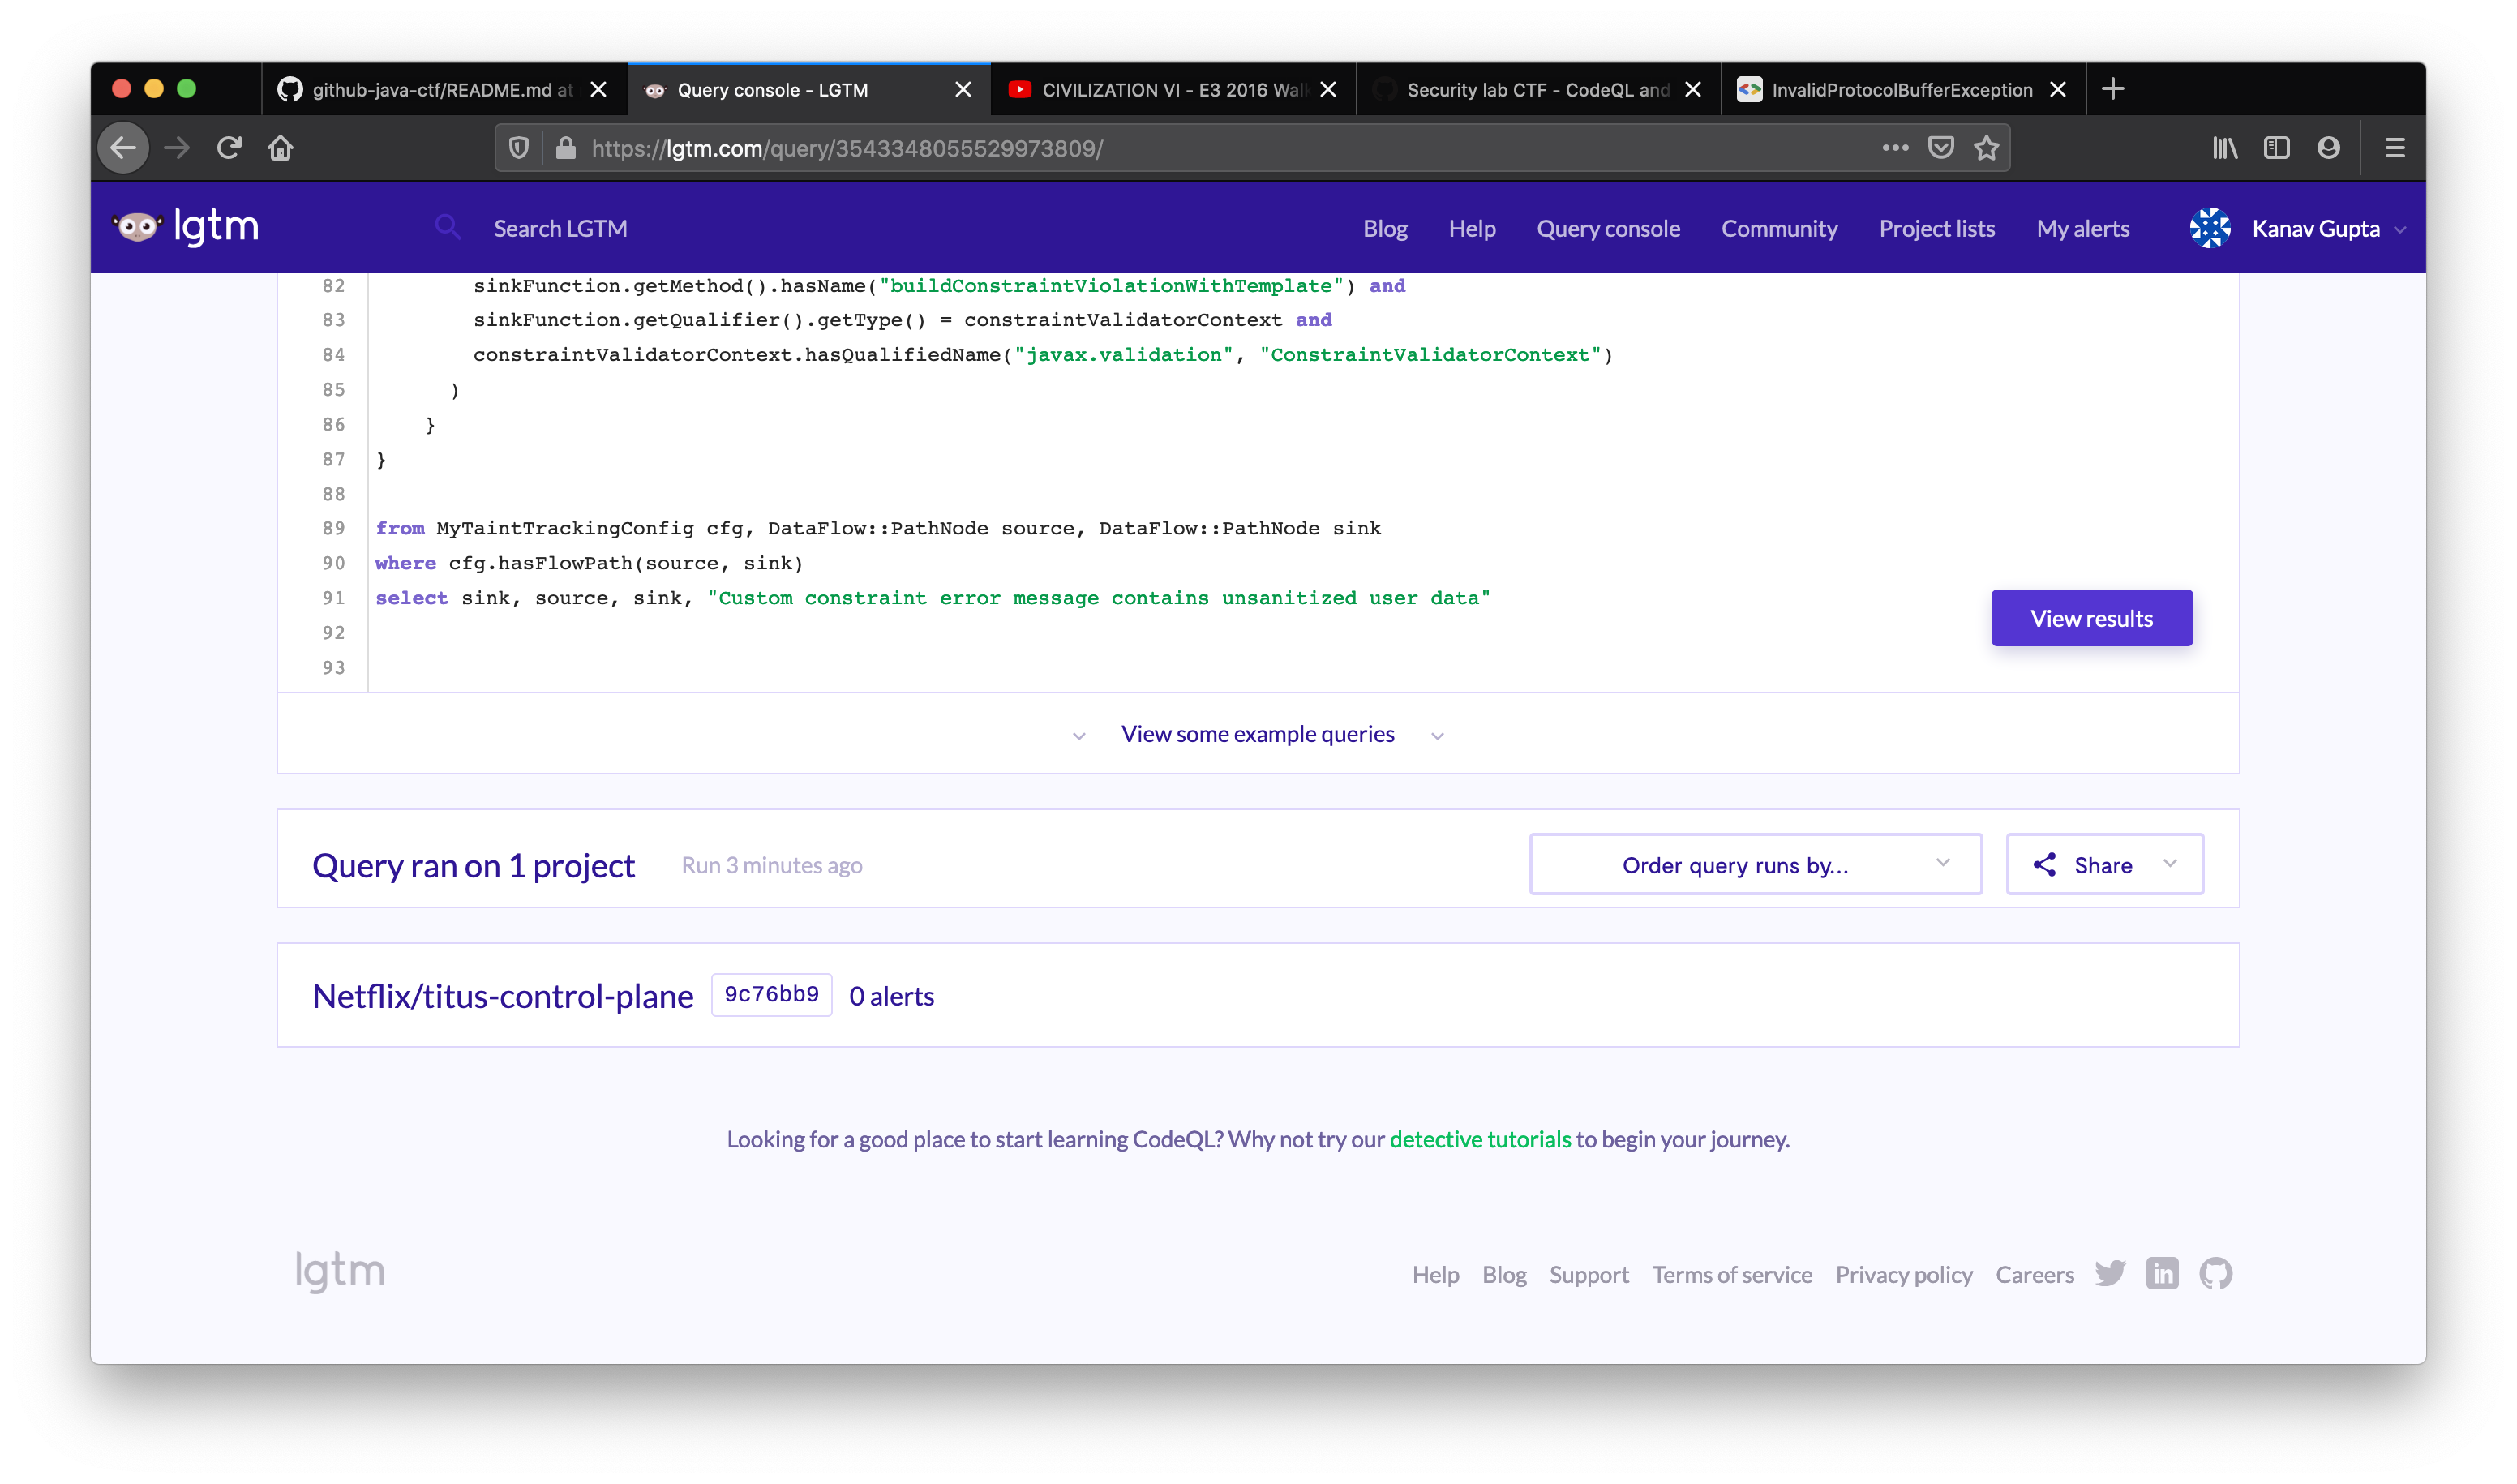 github-java-ctf/README.md at
Query console - LGTM
CIVILIZATION VI - E3 2016 Wal
Security lab CTF - CodeQL and
InvalidProtocolBufferException
https://lgtm.com/query/3543348055529973809/
lgtm
Search LGTM
Blog
Help
Query console
Community
Project lists
My alerts
Kanav Gupta
82 sinkFunction.getMethod().hasName("buildConstraintViolationWithTemplate") and
83 sinkFunction.getQualifier().getType() = constraintValidatorContext and
84 constraintValidatorContext.hasQualifiedName("javax.validation", "ConstraintValidatorContext")
85 )
86 }
87 }
88
89 from MyTaintTrackingConfig cfg, DataFlow::PathNode source, DataFlow::PathNode sink
90 where cfg.hasFlowPath(source, sink)
91 select sink, source, sink, "Custom constraint error message contains unsanitized user data"
92
93
View results
View some example queries
Query ran on 1 project
Run 3 minutes ago
Order query runs by...
Share
Netflix/titus-control-plane 9c76bb9 0 alerts
Looking for a good place to start learning CodeQL? Why not try our detective tutorials to begin your journey.
lgtm
Help
Blog
Support
Terms of service
Privacy policy
Careers